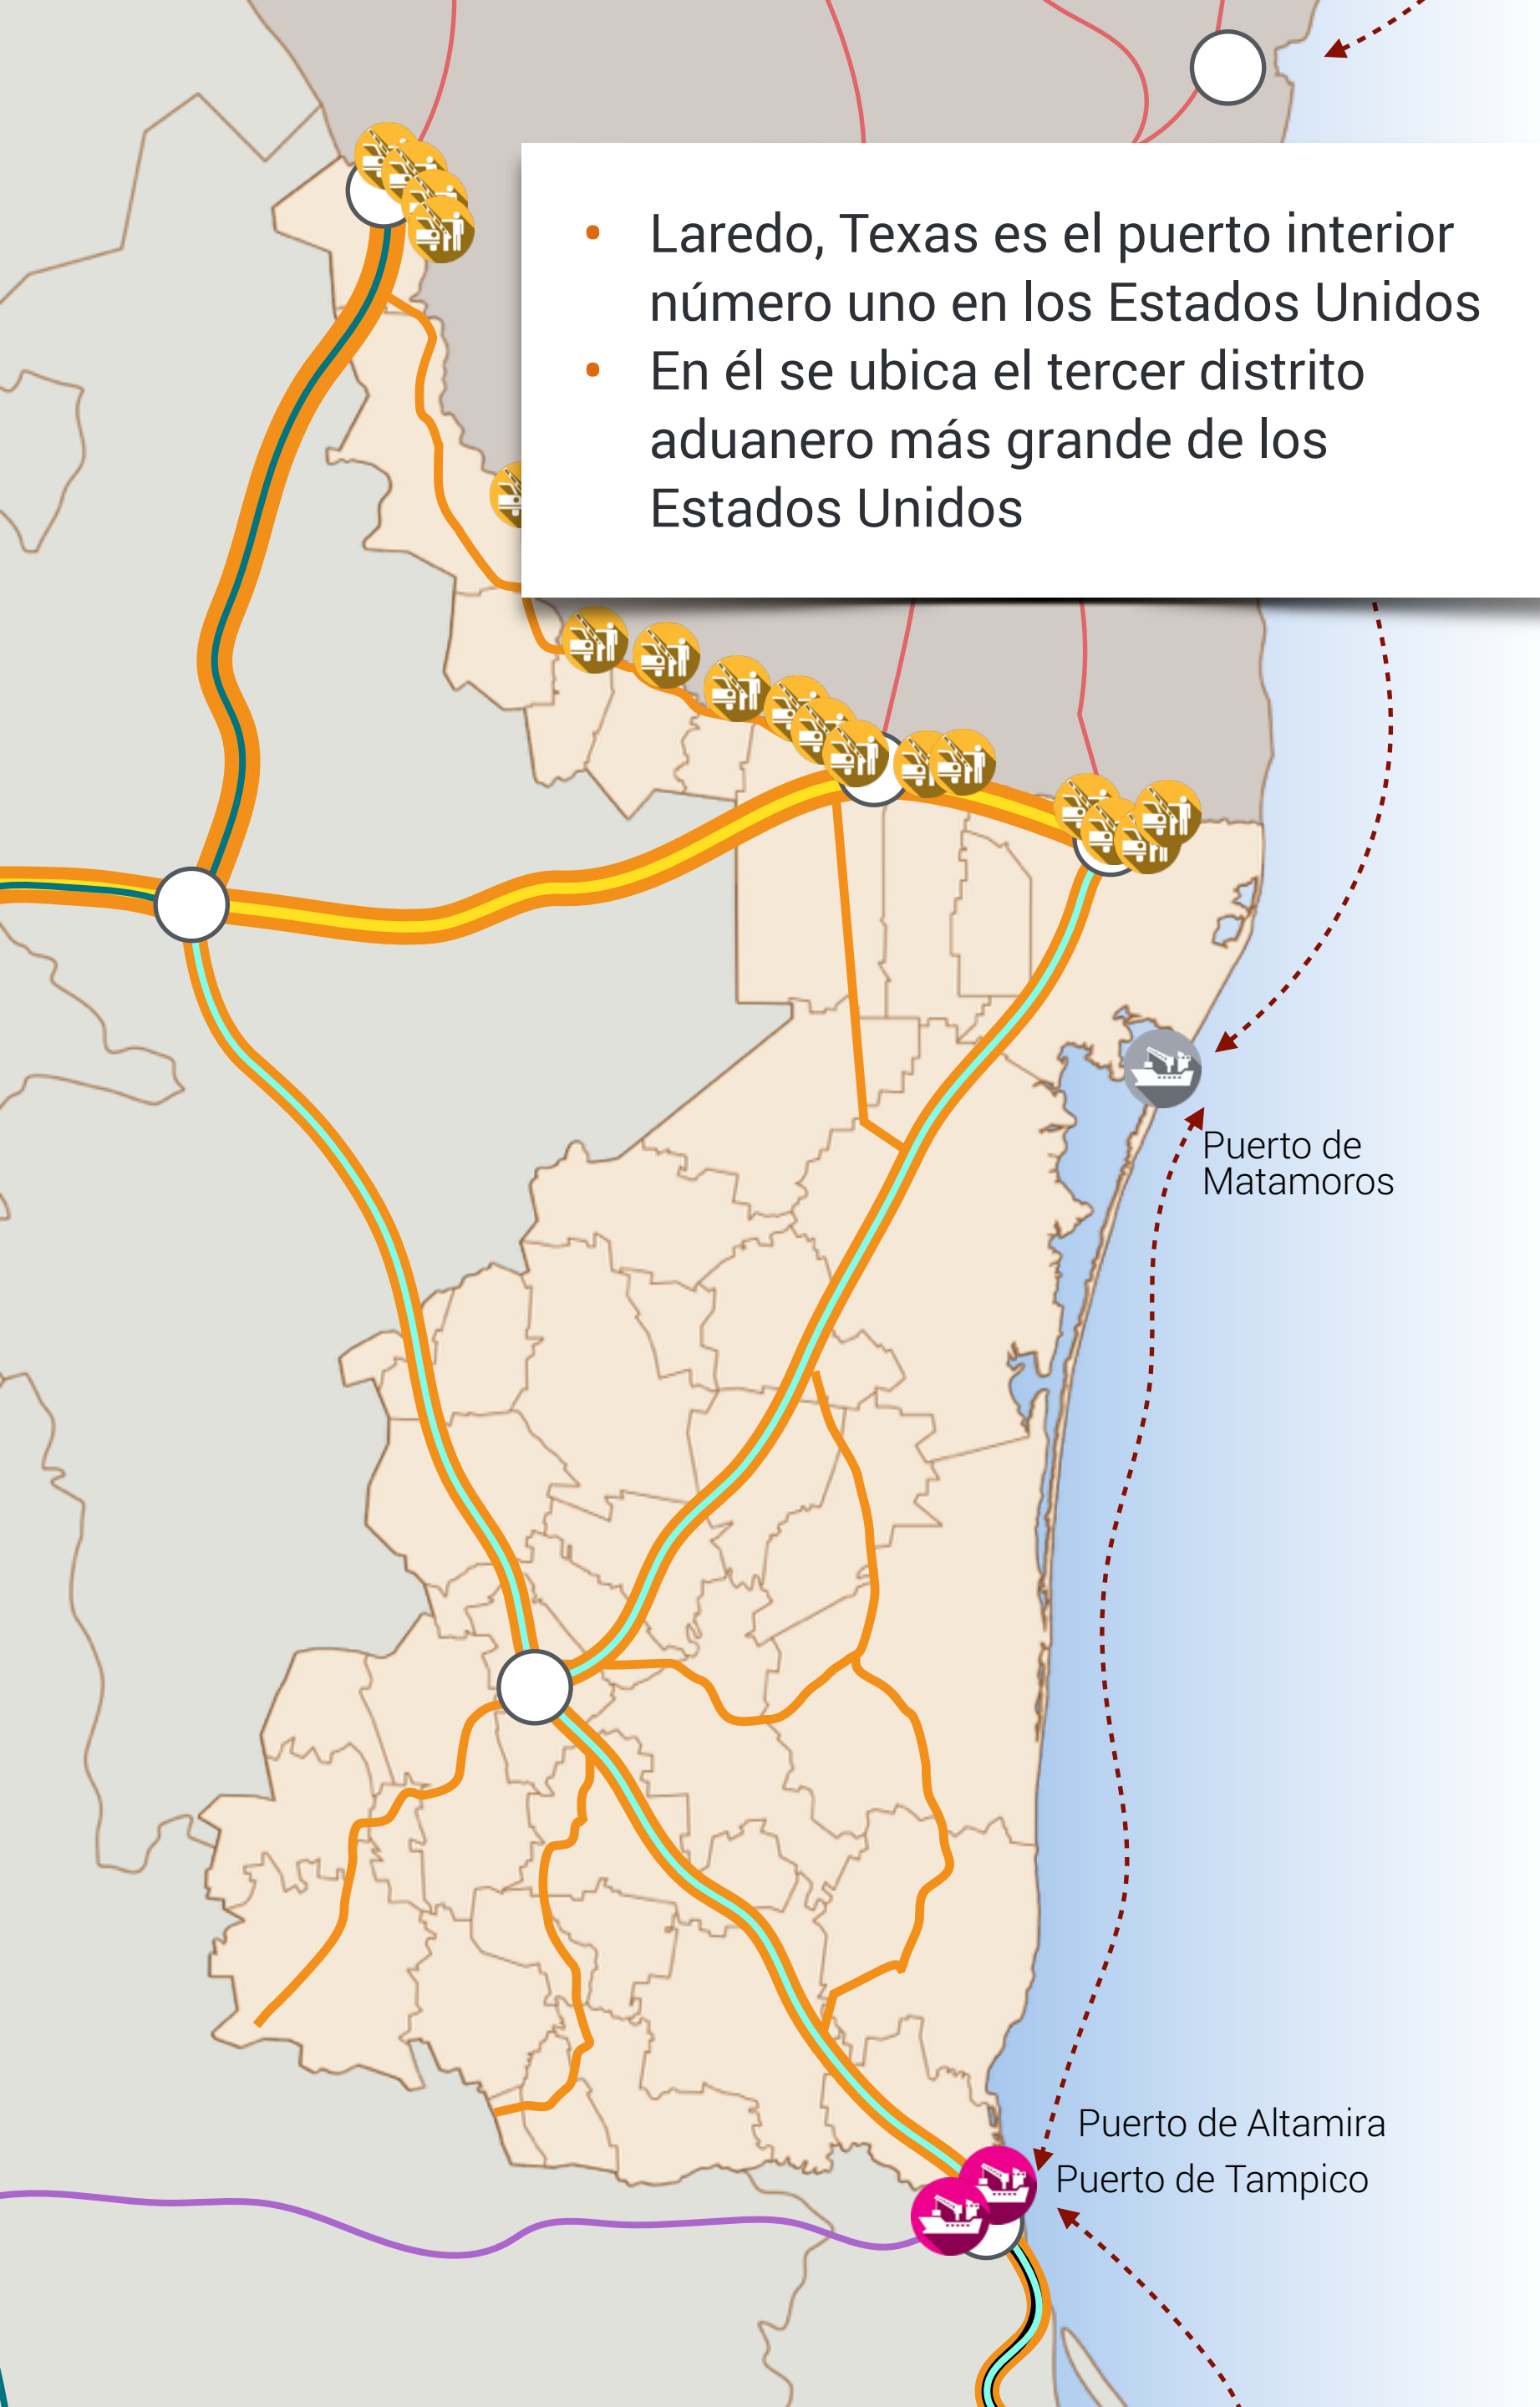 • Laredo, Texas es el puerto interior
número uno en los Estados Unidos
• En él se ubica el tercer distrito
aduanero más grande de los
Estados Unidos
Puerto de
Matamoros
Puerto de Altamira
Puerto de Tampico